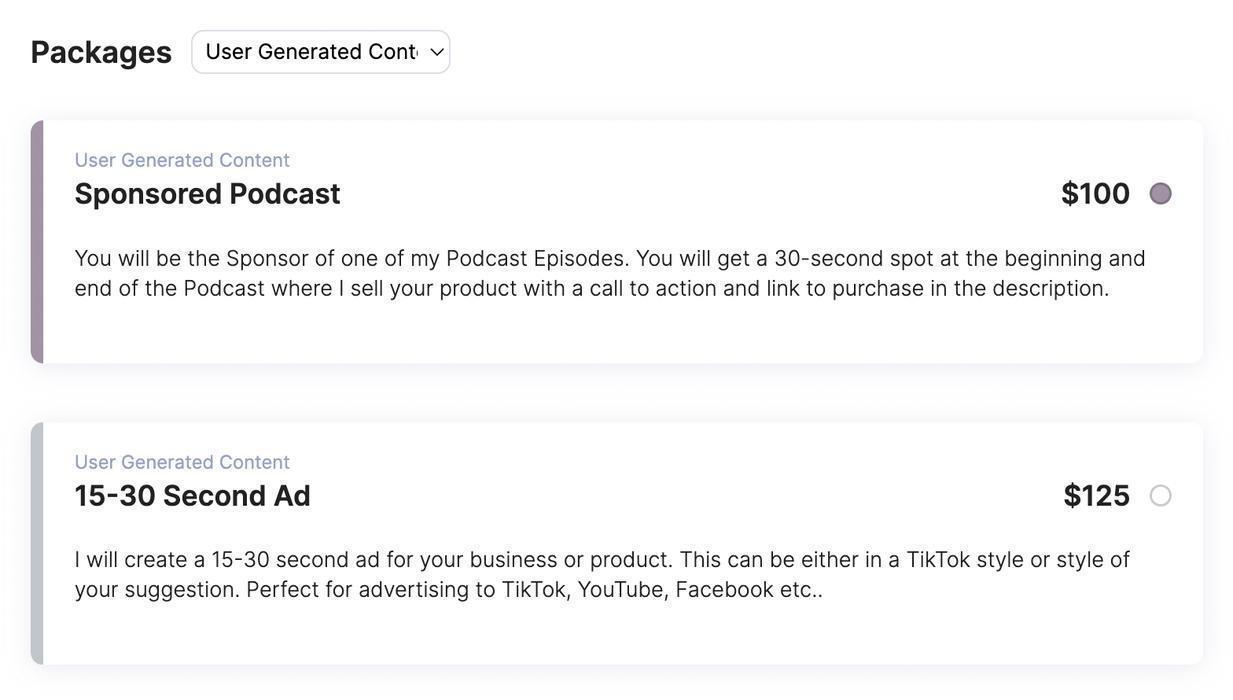 Packages
User Generated Cont
User Generated Content
Sponsored Podcast
$100
You will be the Sponsor of one of my Podcast Episodes. You will get a 30-second spot at the beginning and
end of the Podcast where I sell your product with a call to action and link to purchase in the description.
User Generated Content
15-30 Second Ad
$125
I will create a 15-30 second ad for your business or product. This can be either in a TikTok style or style of
your suggestion. Perfect for advertising to TikTok, YouTube, Facebook etc..